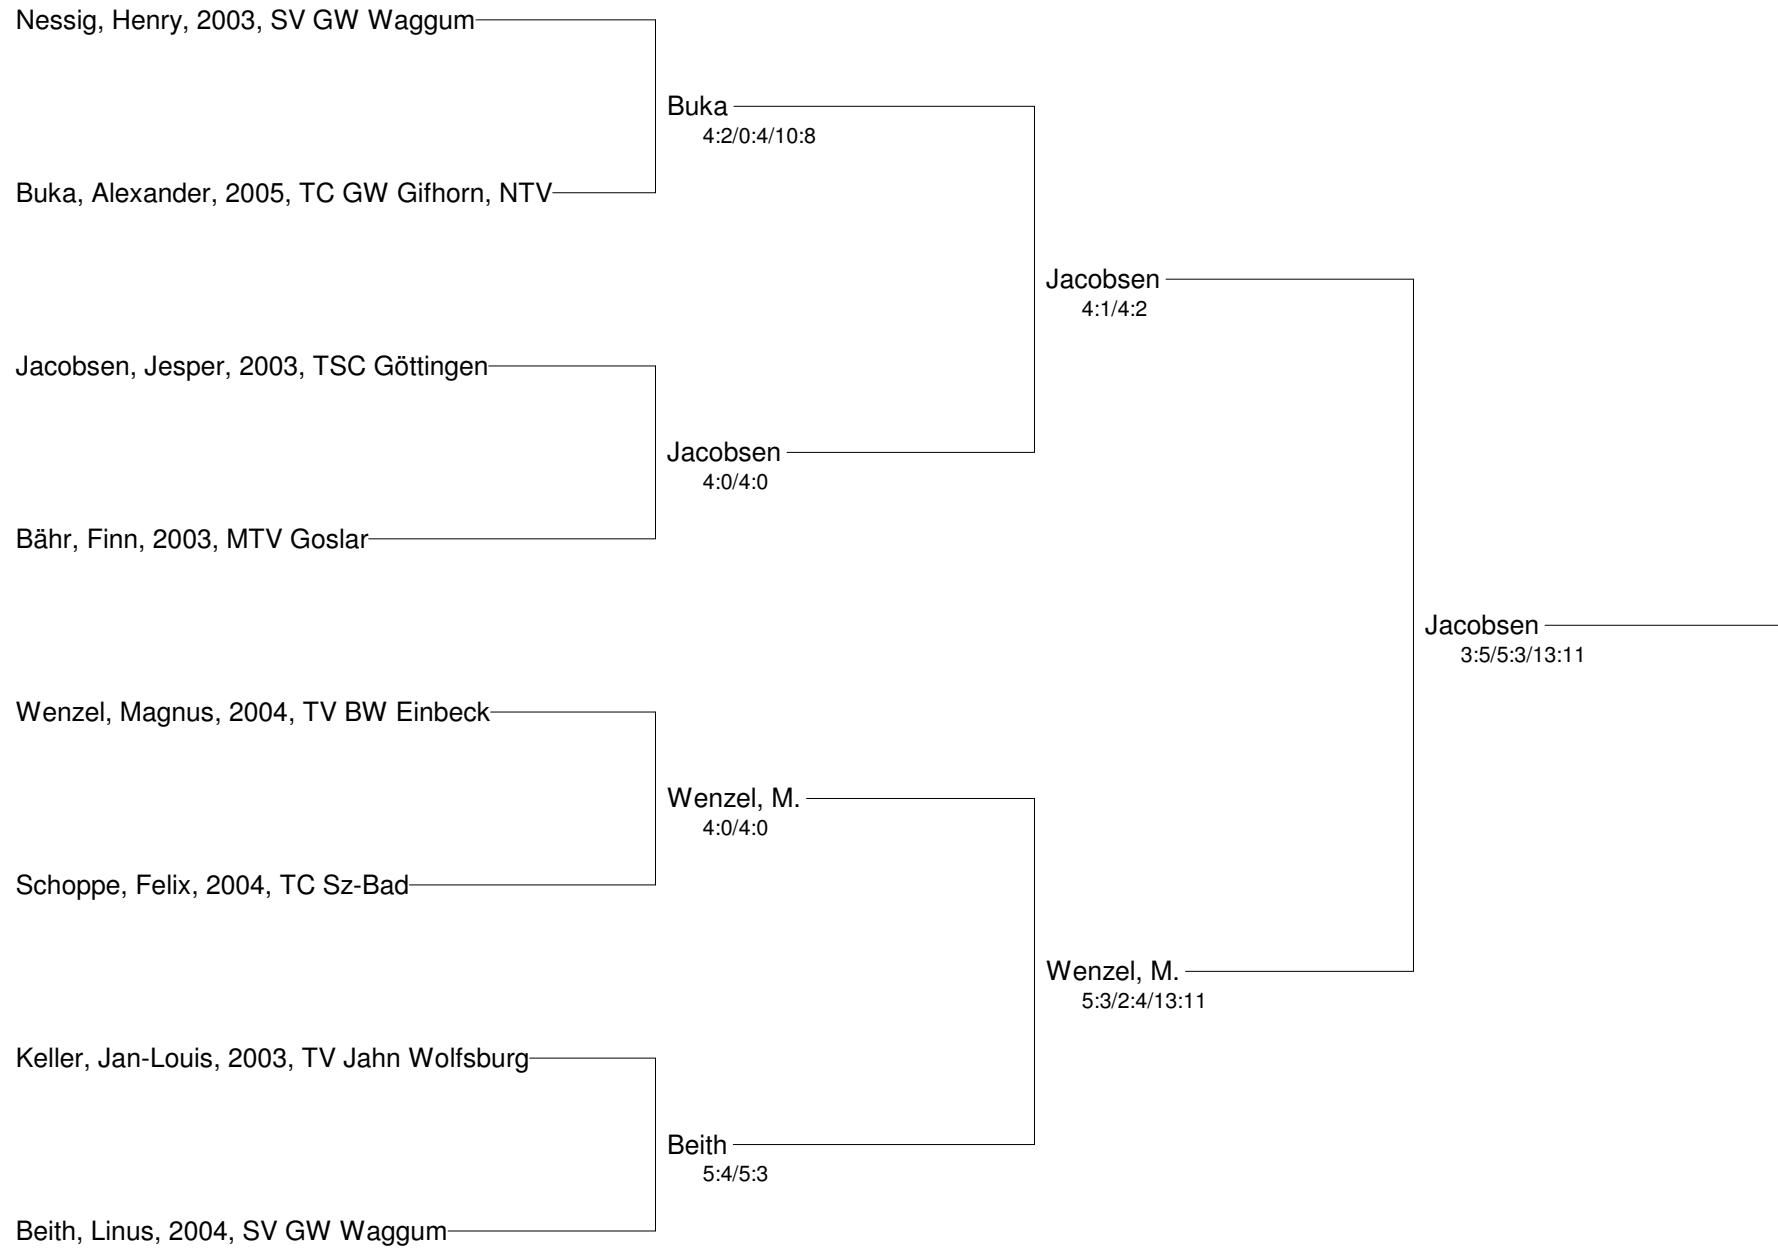 Nessig, Henry, 2003, SV GW Waggum
Buka
4:2/0:4/10:8
Buka, Alexander, 2005, TC GW Gifhorn, NTV
Jacobsen
4:1/4:2
Jacobsen, Jesper, 2003, TSC Göttingen
Jacobsen
4:0/4:0
Bähr, Finn, 2003, MTV Goslar
Jacobsen
3:5/5:3/13:11
Wenzel, Magnus, 2004, TV BW Einbeck
Wenzel, M.
4:0/4:0
Schoppe, Felix, 2004, TC Sz-Bad
Wenzel, M.
5:3/2:4/13:11
Keller, Jan-Louis, 2003, TV Jahn Wolfsburg
Beith
5:4/5:3
Beith, Linus, 2004, SV GW Waggum